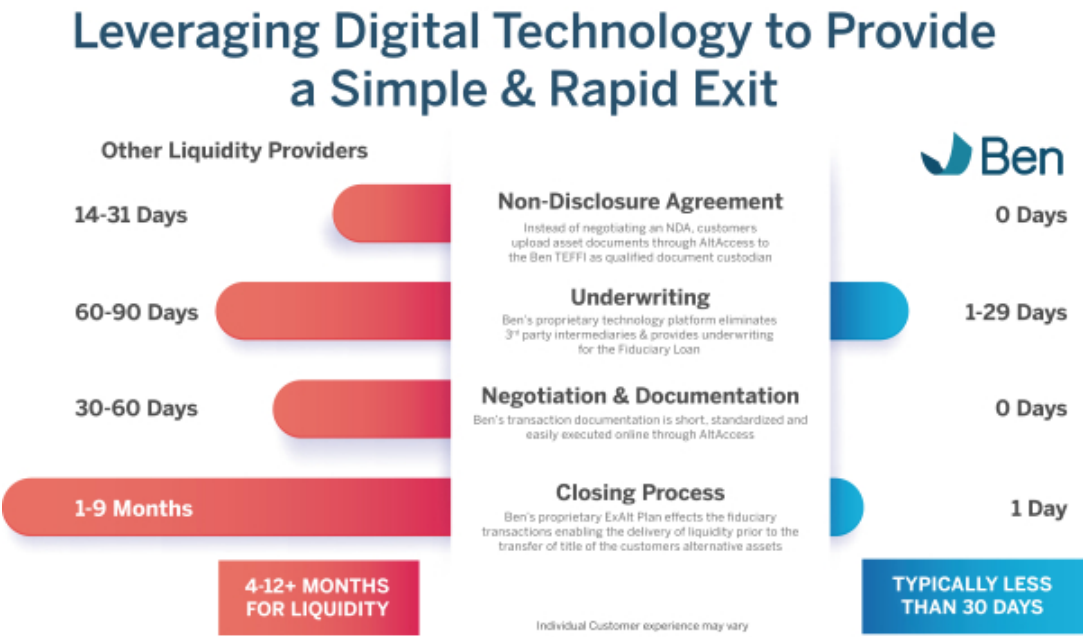 Leveraging Digital Technology to Provide
a Simple & Rapid Exit
Other Liquidity Providers
Ben
14-31 Days
Non-Disclosure Agreement
Instead of negotiating an NDA, customers
upload asset documents through AltAccess to
the Ben TEFFI as qualified document custodian
0 Days
60-90 Days
Underwriting
Ben's proprietary technology platform eliminates
3rd party intermediaries & provides underwriting
for the Fiduciary Loan
1-29 Days
30-60 Days
Negotiation & Documentation
Ben's transaction documentation is short, standardized and
easily executed online through AltAccess
0 Days
1-9 Months
Closing Process
Ben's proprietary ExAlt Plan effects the fiduciary
transactions enabling the delivery of liquidity prior to the
transfer of title of the customers alternative assets
1 Day
4-12+ MONTHS
FOR LIQUIDITY
TYPICALLY LESS
THAN 30 DAYS
Individual Customer experience may vary